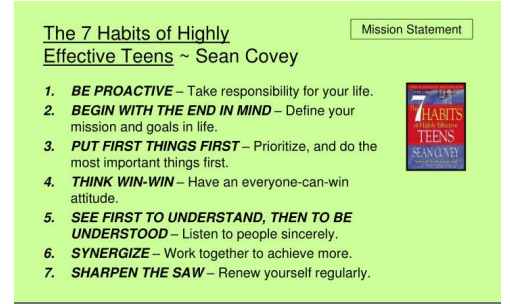 The 7 Habits of Highly
Effective Teens ~ Sean Covey
Mission Statement
1. BE PROACTIVE – Take responsibility for your life.
2. BEGIN WITH THE END IN MIND – Define your
mission and goals in life.
3. PUT FIRST THINGS FIRST – Prioritize, and do the
most important things first.
4. THINK WIN-WIN – Have an everyone-can-win
attitude.
5. SEE FIRST TO UNDERSTAND, THEN TO BE
UNDERSTOOD – Listen to people sincerely.
6. SYNERGIZE – Work together to achieve more.
7. SHARPEN THE SAW – Renew yourself regularly.
7 HABITS
of Highly Effective
TEENS
SEAN COVEY